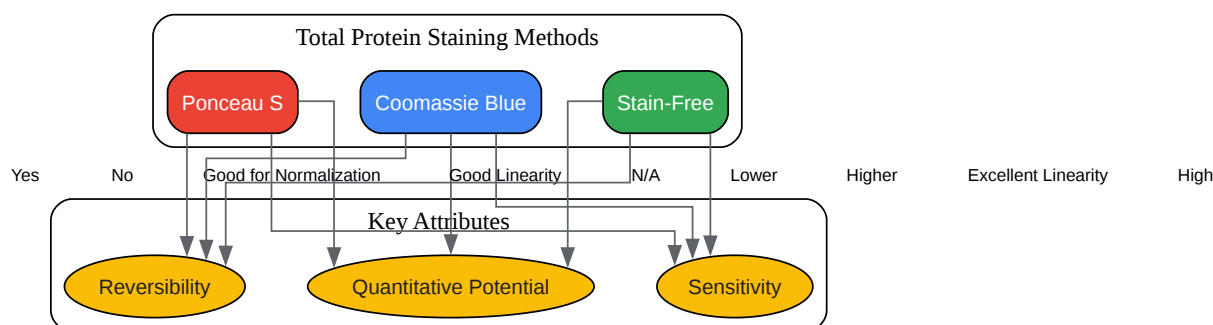 Total Protein Staining Methods
Ponceau S
Coomassie Blue
Stain-Free
Yes
No
Good for Normalization
Good Linearity
N/A
Lower
Higher
Excellent Linearity
High
Key Attributes
Reversibility
Quantitative Potential
Sensitivity